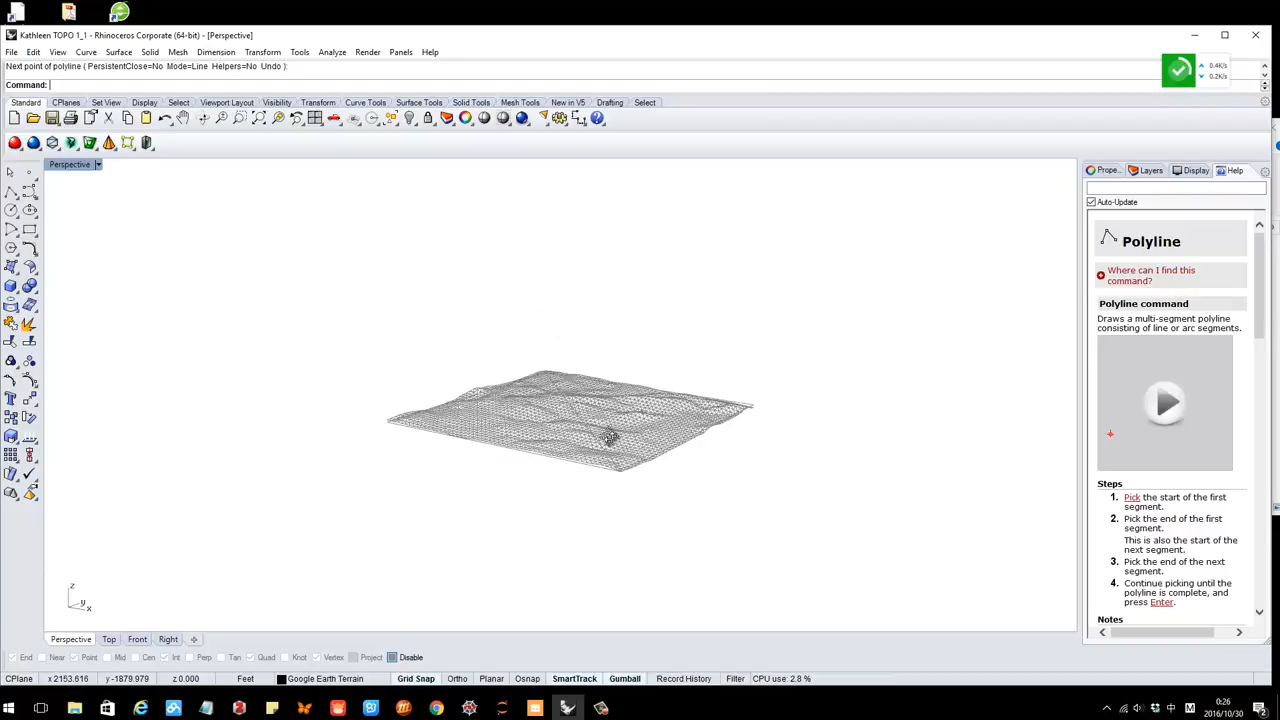 Kathleen TOPO 1_1 - Rhinoceros Corporate (64-bit) - [Perspective]
File Edit View Curve Surface Solid Mesh Dimension Transform Tools Analyze Render Panels Help
Next point of polyline ( PersistentClose=No Mode=Line Helpers=No Undo ):
0.4K/s
0.2K/s
Command:
Standard CPlanes Set View Display Select Viewport Layout Visibility Transform Curve Tools Surface Tools Solid Tools Mesh Tools New in V5 Drafting Select
Perspective
Prope... Layers Display Help
Auto-Update
Polyline
Where can I find this
command?
Polyline command
Draws a multi-segment polyline
consisting of line or arc segments.
Steps
1. Pick the start of the first
segment.
2. Pick the end of the first
segment.
This is also the start of the
next segment.
3. Pick the end of the next
segment.
4. Continue picking until the
polyline is complete, and
press Enter.
Notes
z
y
x
Perspective Top Front Right
End Near Point Mid Cen Int Perp Tan Quad Knot Vertex Project Disable
CPlane x 2153.616 y -1879.979 z 0.000 Feet Google Earth Terrain Grid Snap Ortho Planar Osnap SmartTrack Gumball Record History Filter CPU use: 2.8 %
中 M 0:26
2016/10/30